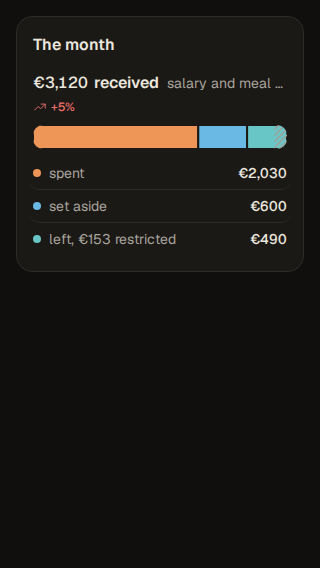 The month
€3,120 received salary and meal …
+5%
spent €2,030
set aside €600
left, €153 restricted €490